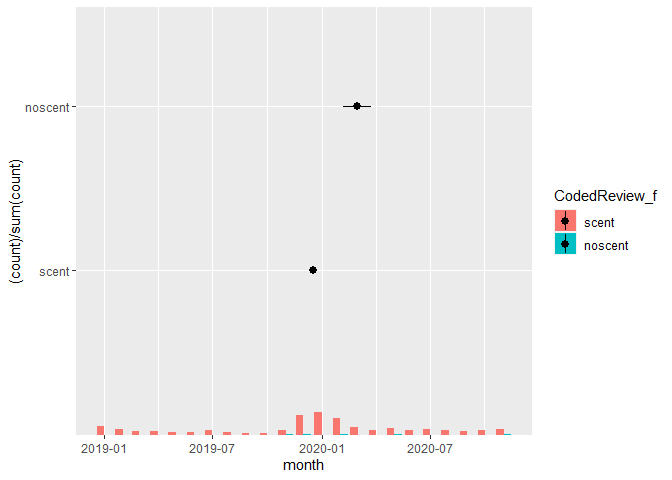 noscent
scent
(count)/sum(count)
2019-01 2019-07 2020-01 2020-07
month
CodedReview_f
scent
noscent